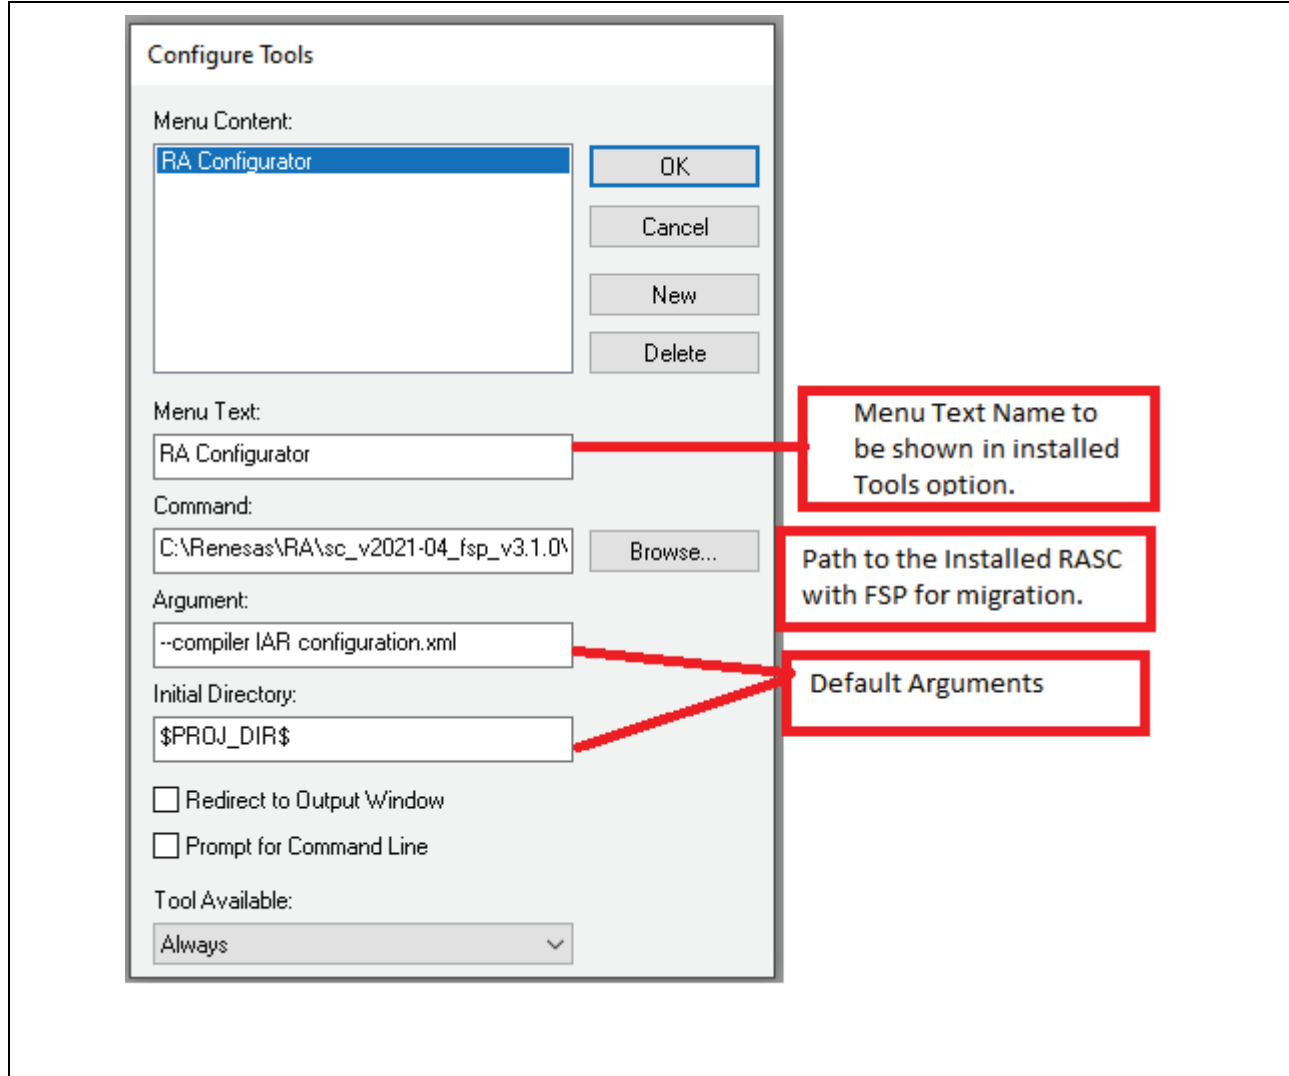 Configure Tools
Menu Content:
RA Configurator
OK
Cancel
New
Delete
Menu Text:
RA Configurator
Menu Text Name to
be shown in installed
Tools option.
Command:
C:\Renesas\RA\sc_v2021-04_fsp_v3.1.0\
Browse...
Path to the Installed RASC
with FSP for migration.
Argument:
--compiler IAR configuration.xml
Default Arguments
Initial Directory:
$PROJ_DIR$
Redirect to Output Window
Prompt for Command Line
Tool Available:
Always